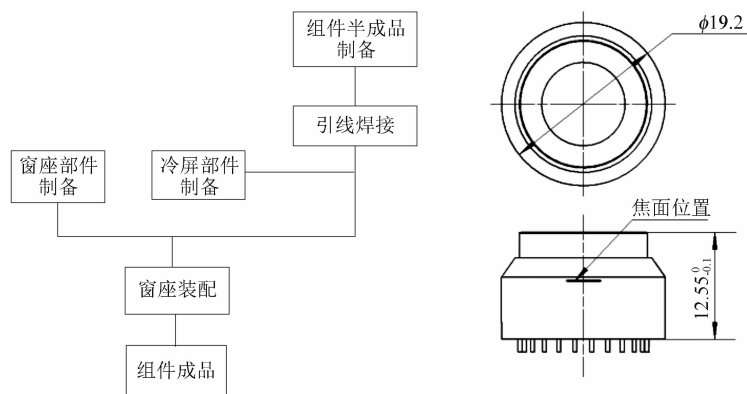 组件半成品
制备
引线焊接
窗座部件
制备
冷屏部件
制备
窗座装配
组件成品
ϕ19.2
焦面位置
12.55 0
-0.1